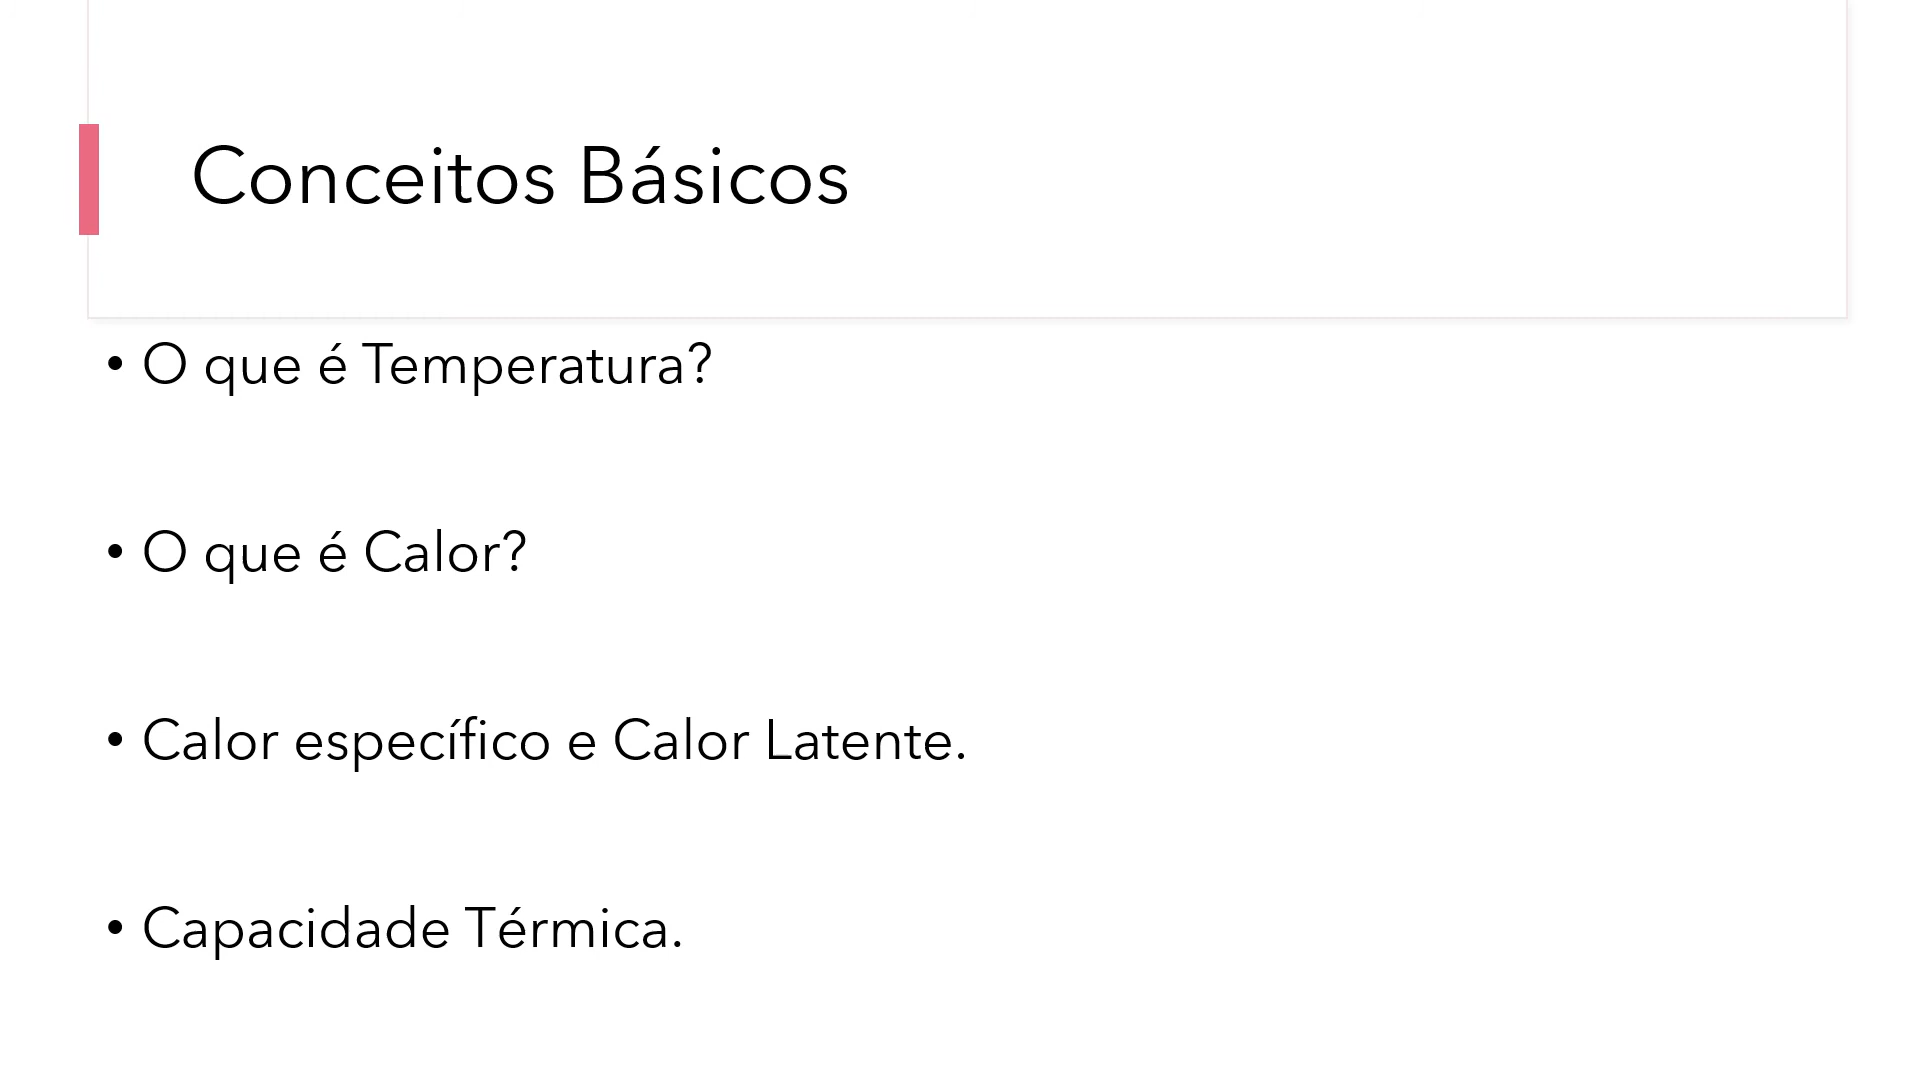 Conceitos Básicos
• O que é Temperatura?
• O que é Calor?
• Calor específico e Calor Latente.
• Capacidade Térmica.